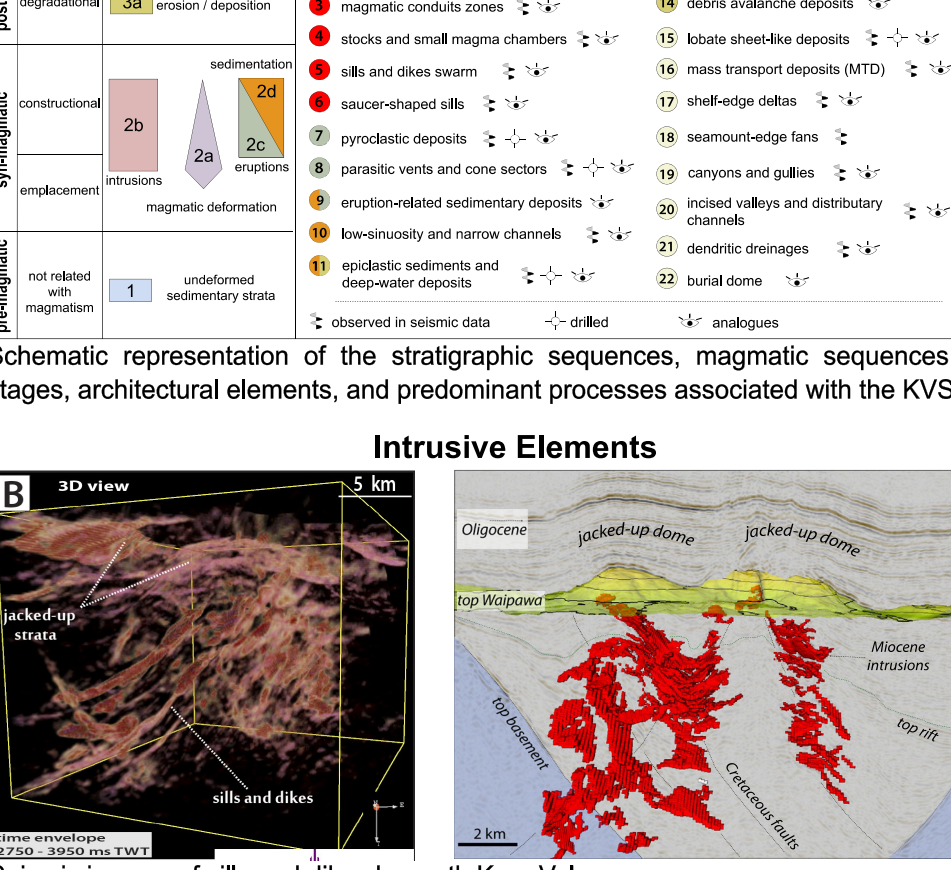 post
degradational
3a
erosion / deposition
syn-magmatic
constructional
emplacement
sedimentation
2b
2a
2d
2c
intrusions
eruptions
magmatic deformation
pre-magmatic
not related
with
magmatism
1
undeformed
sedimentary strata
3 magmatic conduits zones
4 stocks and small magma chambers
5 sills and dikes swarm
6 saucer-shaped sills
7 pyroclastic deposits
8 parasitic vents and cone sectors
9 eruption-related sedimentary deposits
10 low-sinuosity and narrow channels
11 epiclastic sediments and
deep-water deposits
14 debris avalanche deposits
15 lobate sheet-like deposits
16 mass transport deposits (MTD)
17 shelf-edge deltas
18 seamount-edge fans
19 canyons and gullies
20 incised valleys and distributary
channels
21 dendritic dreinages
22 burial dome
observed in seismic data
drilled
analogues
Schematic representation of the stratigraphic sequences, magmatic sequences
tages, architectural elements, and predominant processes associated with the KVS
Intrusive Elements
B
3D view
5 km
jacked-up
strata
sills and dikes
time envelope
2750 - 3950 ms TWT
Oligocene
jacked-up dome
jacked-up dome
top Waipawa
Miocene
intrusions
top rift
top basement
Cretaceous faults
2 km